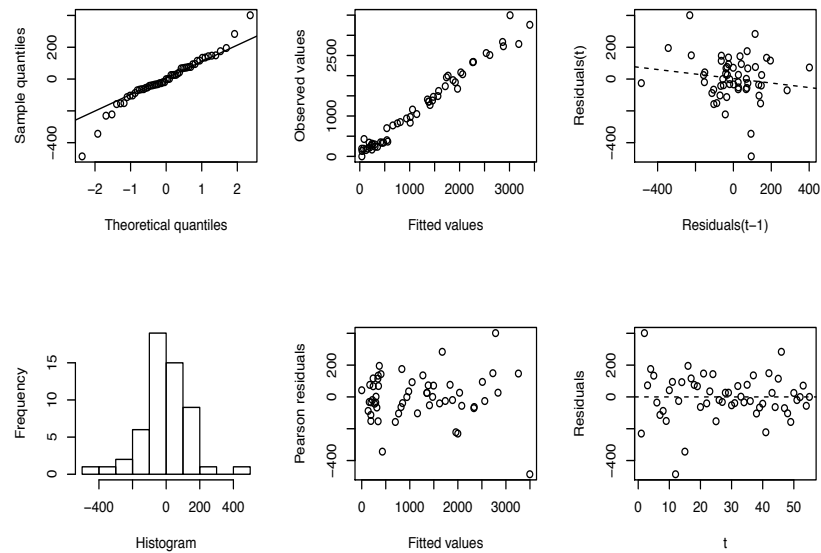 Sample quantiles
−400 0 200
−2 −1 0 1 2
Theoretical quantiles
Observed values
0 1000 2500
0 1000 2000 3000
Fitted values
Residuals(t)
−400 0 200
−400 0 200 400
Residuals(t−1)
Frequency
0 5 10 15
−400 0 200 400
Histogram
Pearson residuals
−400 0 200
0 1000 2000 3000
Fitted values
Residuals
−400 0 200
0 10 20 30 40 50
t